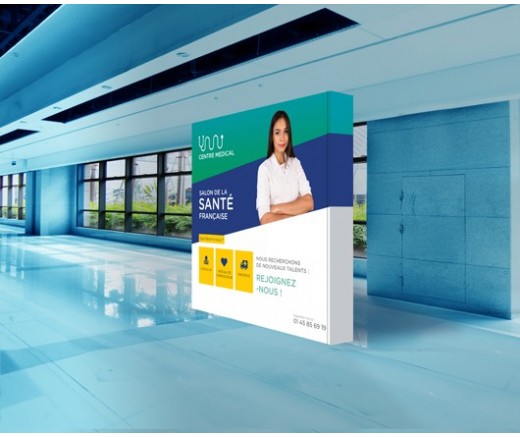 CENTRE MEDICAL
SALON DE LA
SANTÉ
FRANÇAISE
NOUS RECHERCHONS
DE NOUVEAUX TALENTS :
REJOIGNEZ
-NOUS !
01 45 85 69 19